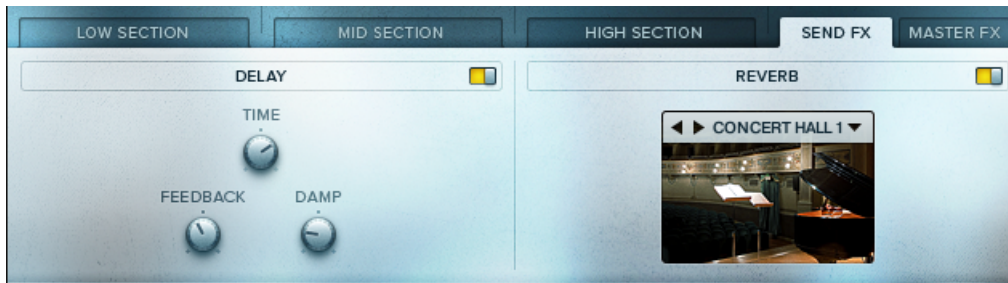 LOW SECTION
MID SECTION
HIGH SECTION
SEND FX
MASTER FX
DELAY
REVERB
TIME
CONCERT HALL 1
FEEDBACK
DAMP